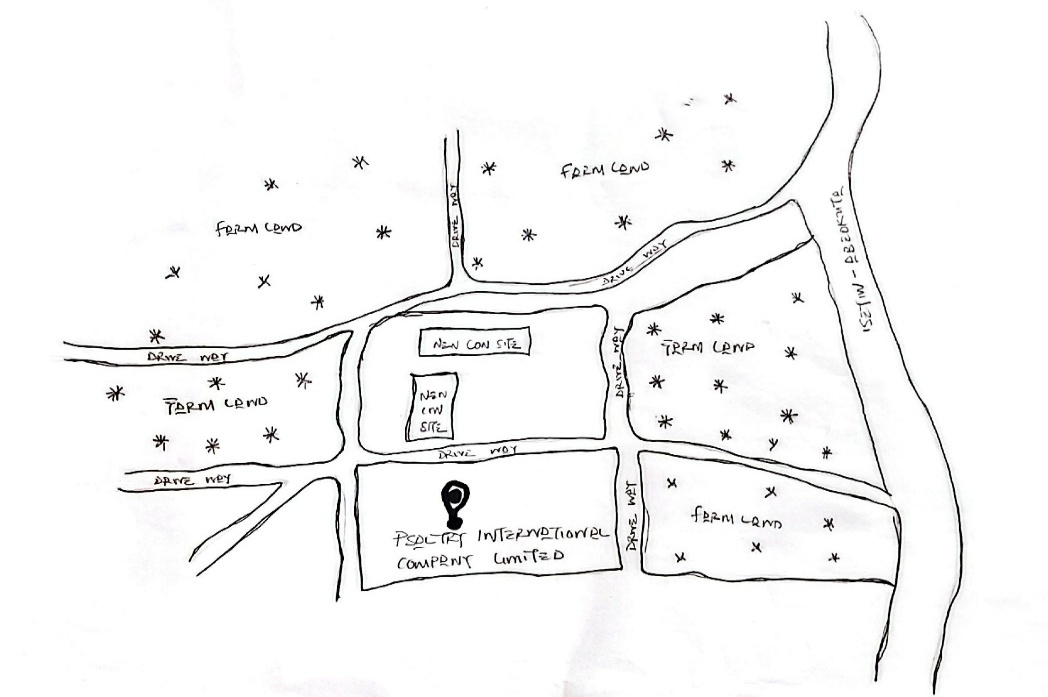 FARM LAND
FARM LAND
DRIVE WAY
DRIVE WAY
ISEYIN - ABEOKUTA
NEW CON SITE
DRIVE WAY
FARM LAND
DRIVE WAY
NEW
CON
SITE
FARM LAND
DRIVE WAY
DRIVE WAY
DRIVE WAY
FARM LAND
PSALTRY INTERNATIONAL
COMPANY LIMITED